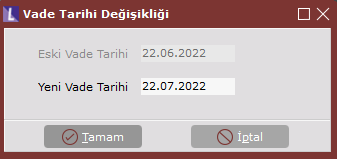 Vade Tarihi Değişikliği
Eski Vade Tarihi 22.06.2022
Yeni Vade Tarihi 22.07.2022
Tamam İptal